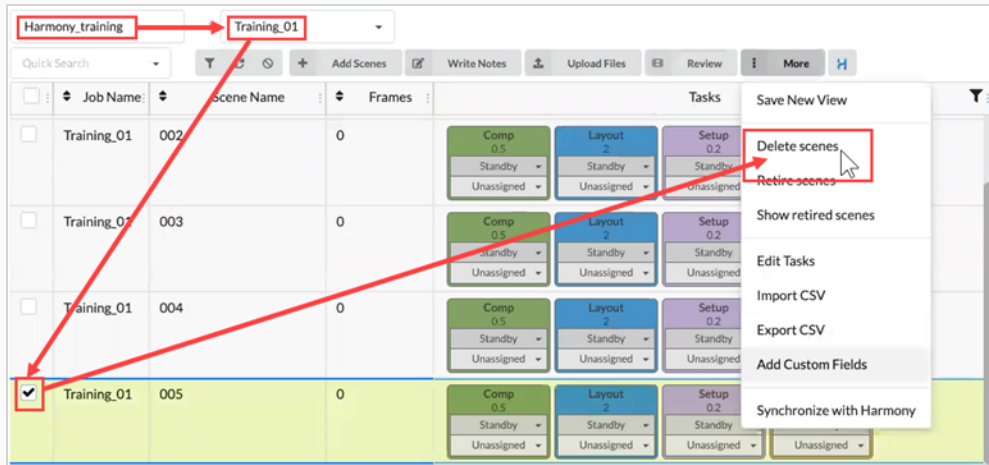 Harmony_training Training_01
Quick Search Add Scenes Write Notes Upload Files Review More
Job Name Scene Name Frames Tasks
Save New View
Delete scenes
Retire scenes
Show retired scenes
Edit Tasks
Import CSV
Export CSV
Add Custom Fields
Synchronize with Harmony
Training_01 002 0
Comp Layout Setup
0.5 2 0.2
Standby Standby Standby
Unassigned Unassigned Unassigned
Training_01 003 0
Comp Layout Setup
0.5 2 0.2
Standby Standby Standby
Unassigned Unassigned Unassigned
Training_01 004 0
Comp Layout Setup
0.5 2 0.2
Standby Standby Standby
Unassigned Unassigned Unassigned
Training_01 005 0
Comp Layout Setup
0.5 2 0.2
Standby Standby Standby
Unassigned Unassigned Unassigned Unassigned